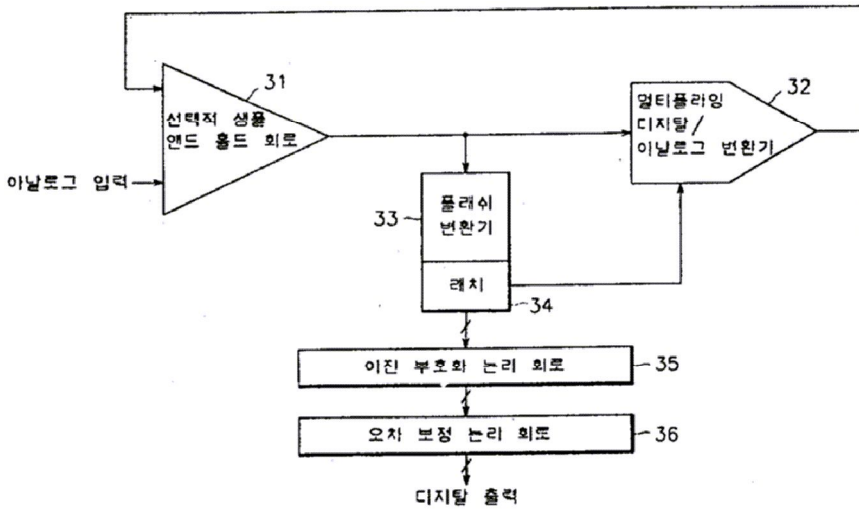 31
선택적 샘플
앤드 홀드 회로
아날로그 입력
32
멀티플라잉
디지탈/
아날로그 변환기
33
플래쉬
변환기
래치
34
이진 부호화 논리 회로
35
오차 보정 논리 회로
36
디지탈 출력